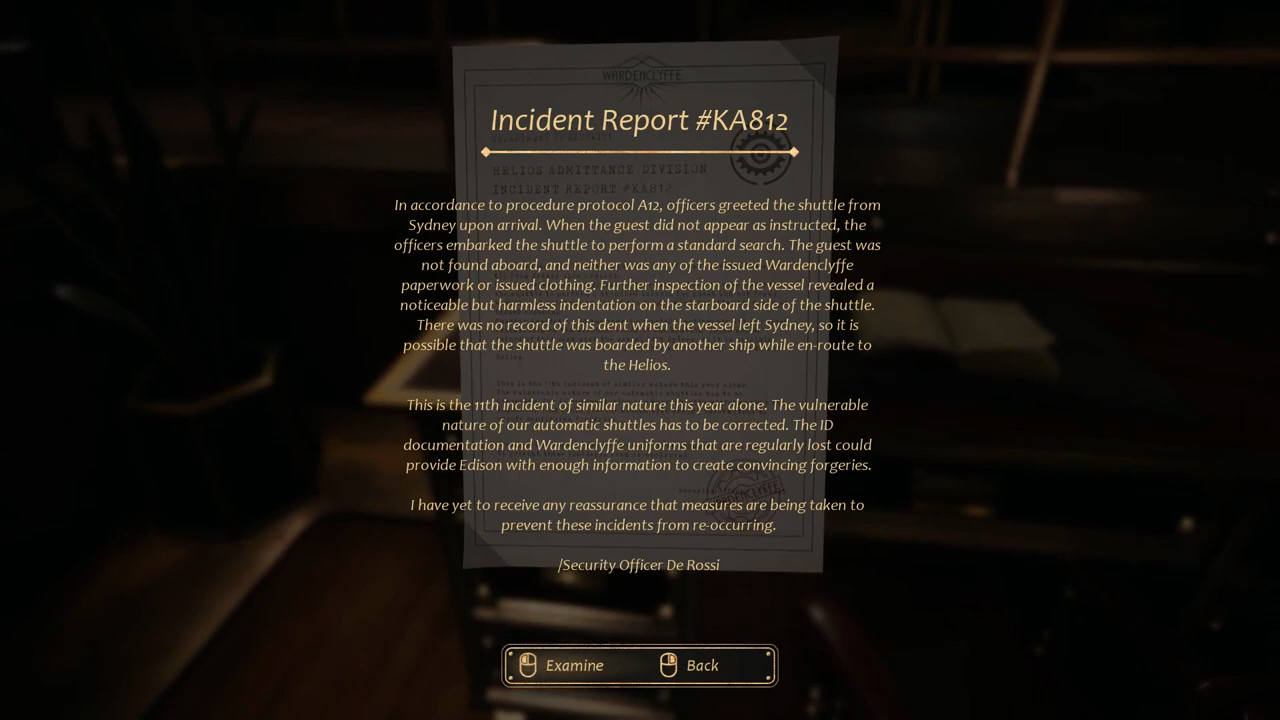 WARDENCLYFFE
Incident Report #KA812
HELIOS ADMITTANCE DIVISION
INCIDENT REPORT #KA812
In accordance to procedure protocol A12, officers greeted the shuttle from
Sydney upon arrival. When the guest did not appear as instructed, the
officers embarked the shuttle to perform a standard search. The guest was
not found aboard, and neither was any of the issued Wardenclyffe
paperwork or issued clothing. Further inspection of the vessel revealed a
noticeable but harmless indentation on the starboard side of the shuttle.
There was no record of this dent when the vessel left Sydney, so it is
possible that the shuttle was boarded by another ship while en-route to
the Helios.
This is the 11th incident of similar nature this year alone. The vulnerable
nature of our automatic shuttles has to be corrected. The ID
documentation and Wardenclyffe uniforms that are regularly lost could
provide Edison with enough information to create convincing forgeries.
I have yet to receive any reassurance that measures are being taken to
prevent these incidents from re-occurring.
/Security Officer De Rossi
Examine
Back